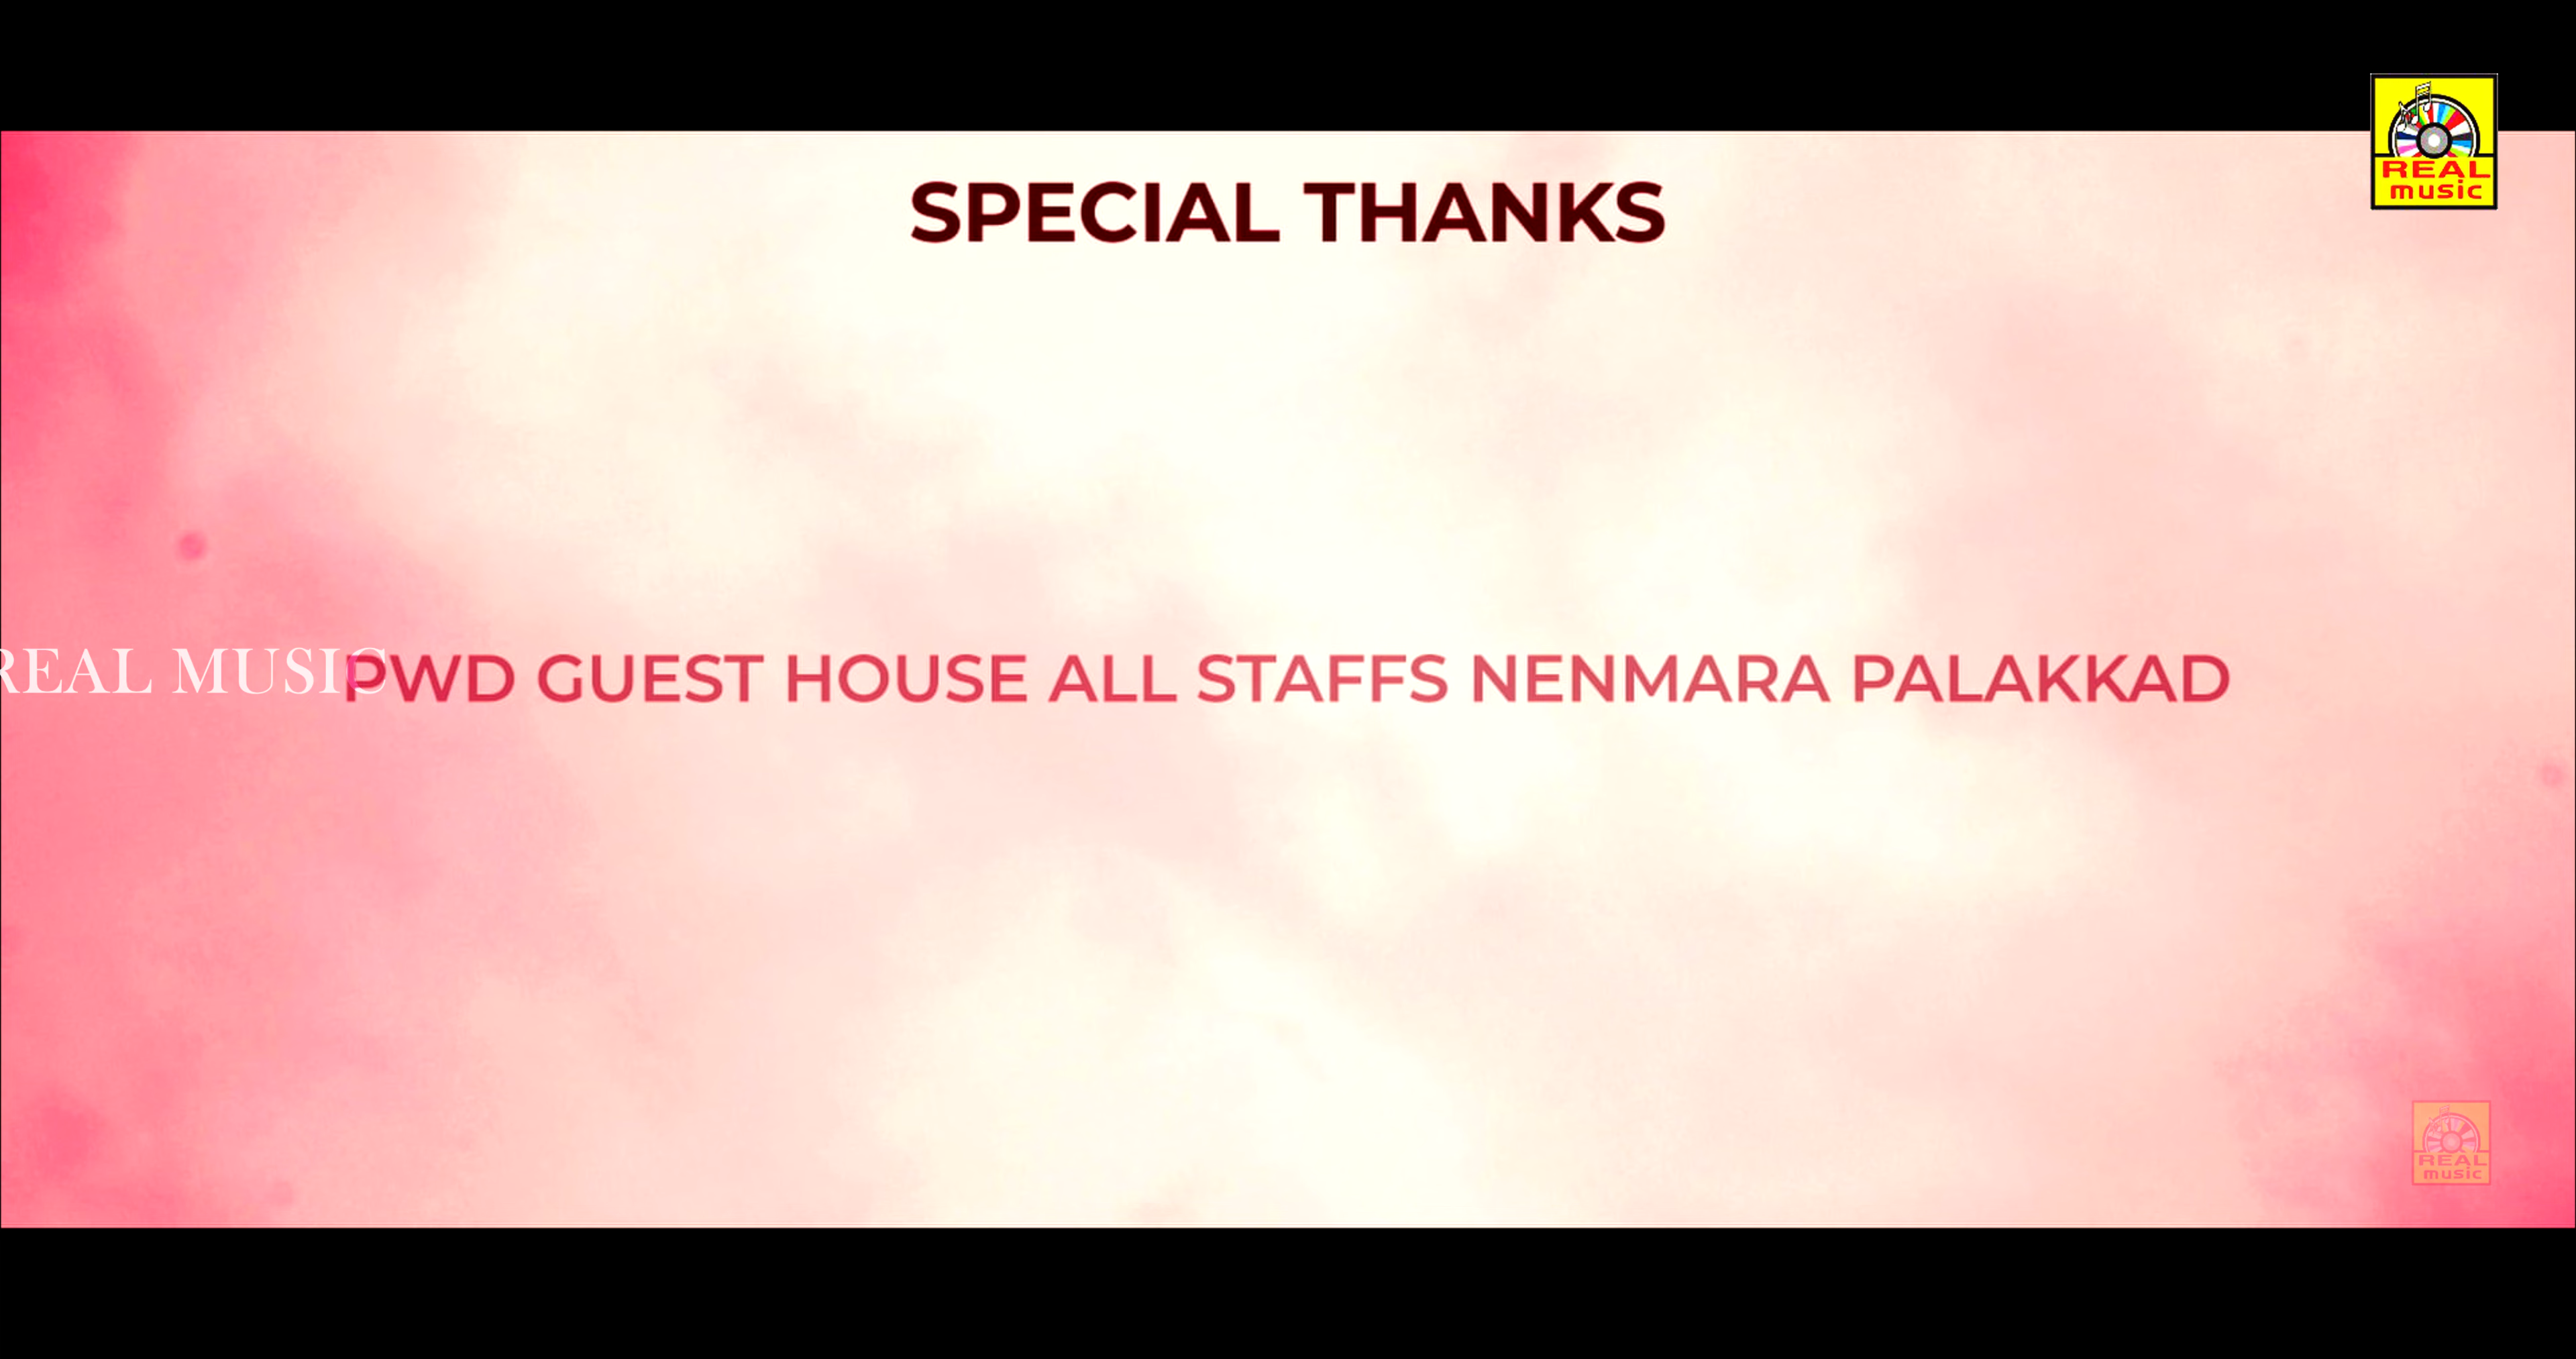 SPECIAL THANKS
REAL
music
REAL MUSIC
PWD GUEST HOUSE ALL STAFFS NENMARA PALAKKAD
REAL
music